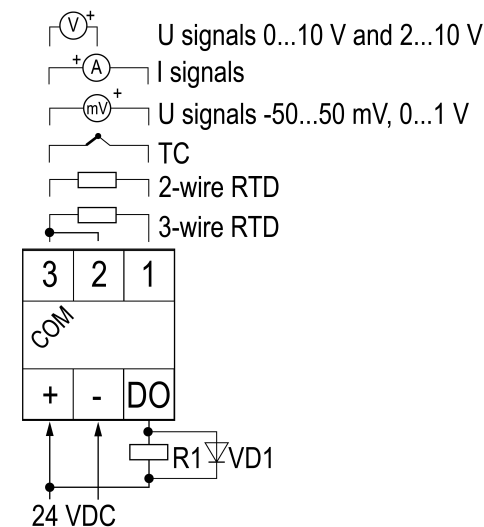 V + U signals 0...10 V and 2...10 V
+ A I signals
mV + U signals -50...50 mV, 0...1 V
TC
2-wire RTD
3-wire RTD
3 2 1
COM
+ - DO
R1 VD1
24 VDC